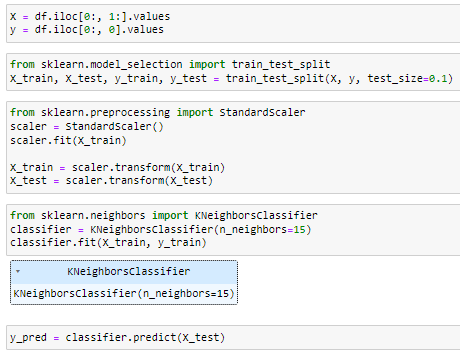 X = df.iloc[0:, 1:].values
y = df.iloc[0:, 0].values
from sklearn.model_selection import train_test_split
X_train, X_test, y_train, y_test = train_test_split(X, y, test_size=0.1)
from sklearn.preprocessing import StandardScaler
scaler = StandardScaler()
scaler.fit(X_train)
X_train = scaler.transform(X_train)
X_test = scaler.transform(X_test)
from sklearn.neighbors import KNeighborsClassifier
classifier = KNeighborsClassifier(n_neighbors=15)
classifier.fit(X_train, y_train)
KNeighborsClassifier
KNeighborsClassifier(n_neighbors=15)
y_pred = classifier.predict(X_test)